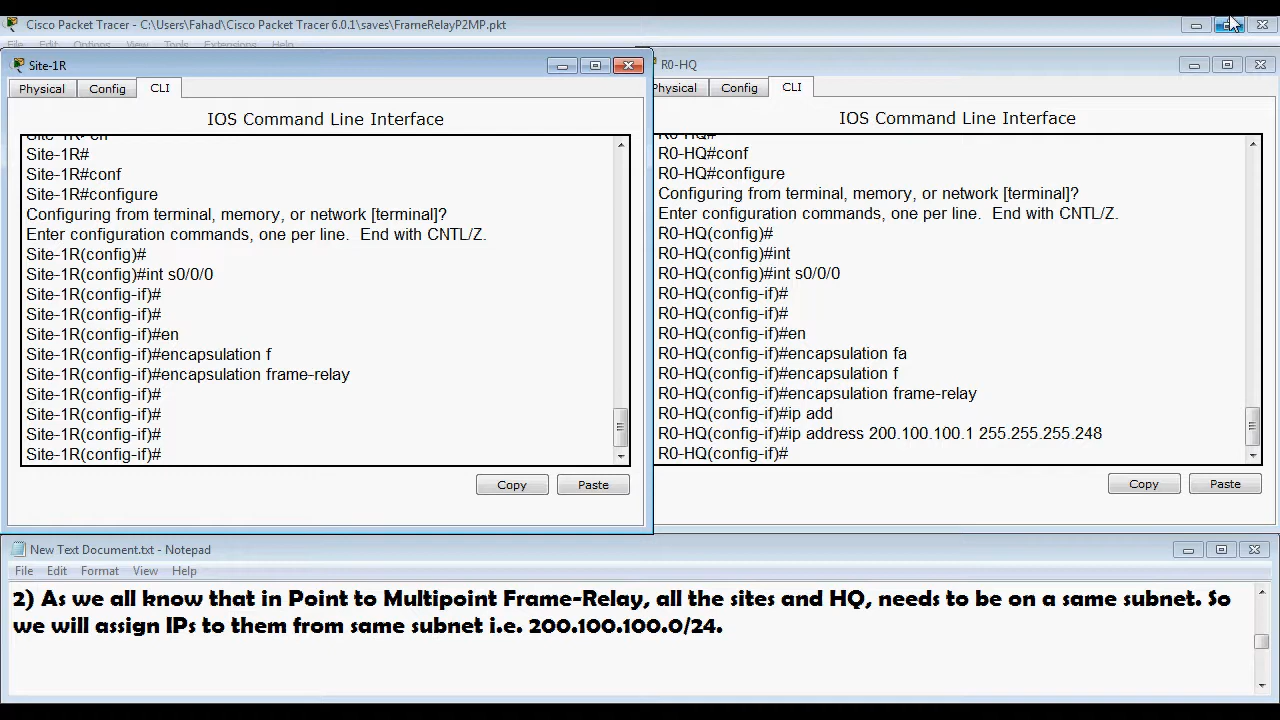 Cisco Packet Tracer - C:\Users\Fahad\Cisco Packet Tracer 6.0.1\saves\FrameRelayP2MP.pkt
File Edit Options View Tools Extensions Help
Site-1R
Physical Config CLI
IOS Command Line Interface
Site-1R> en
Site-1R#
Site-1R#conf
Site-1R#configure
Configuring from terminal, memory, or network [terminal]?
Enter configuration commands, one per line.  End with CNTL/Z.
Site-1R(config)#
Site-1R(config)#int s0/0/0
Site-1R(config-if)#
Site-1R(config-if)#
Site-1R(config-if)#en
Site-1R(config-if)#encapsulation f
Site-1R(config-if)#encapsulation frame-relay
Site-1R(config-if)#
Site-1R(config-if)#
Site-1R(config-if)#
Site-1R(config-if)#
Copy Paste
R0-HQ
Physical Config CLI
IOS Command Line Interface
R0-HQ#
R0-HQ#conf
R0-HQ#configure
Configuring from terminal, memory, or network [terminal]?
Enter configuration commands, one per line.  End with CNTL/Z.
R0-HQ(config)#
R0-HQ(config)#int
R0-HQ(config)#int s0/0/0
R0-HQ(config-if)#
R0-HQ(config-if)#
R0-HQ(config-if)#en
R0-HQ(config-if)#encapsulation fa
R0-HQ(config-if)#encapsulation f
R0-HQ(config-if)#encapsulation frame-relay
R0-HQ(config-if)#ip add
R0-HQ(config-if)#ip address 200.100.100.1 255.255.255.248
R0-HQ(config-if)#
Copy Paste
New Text Document.txt - Notepad
File Edit Format View Help
2) As we all know that in Point to Multipoint Frame-Relay, all the sites and HQ, needs to be on a same subnet. So
we will assign IPs to them from same subnet i.e. 200.100.100.0/24.